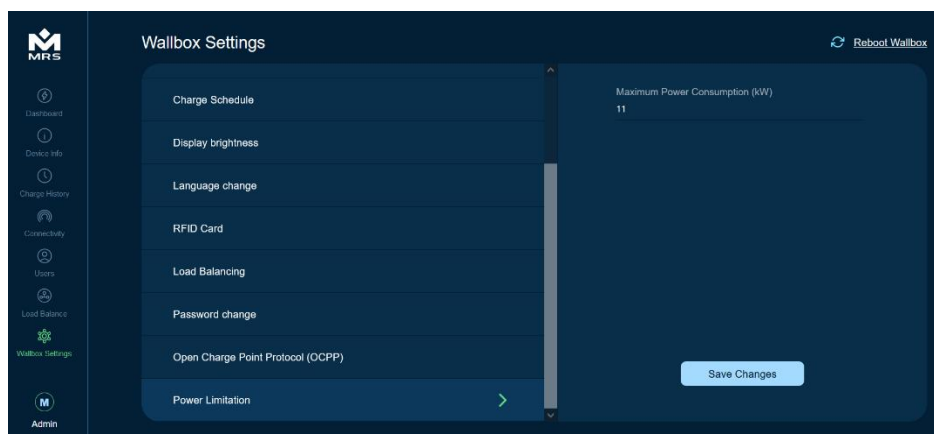 MRS
Wallbox Settings
Reboot Wallbox
Dashboard
Device Info
Charge History
Connectivity
Users
Load Balance
Wallbox Settings
M
Admin
Charge Schedule
Display brightness
Language change
RFID Card
Load Balancing
Password change
Open Charge Point Protocol (OCPP)
Power Limitation
Maximum Power Consumption (kW)
11
Save Changes